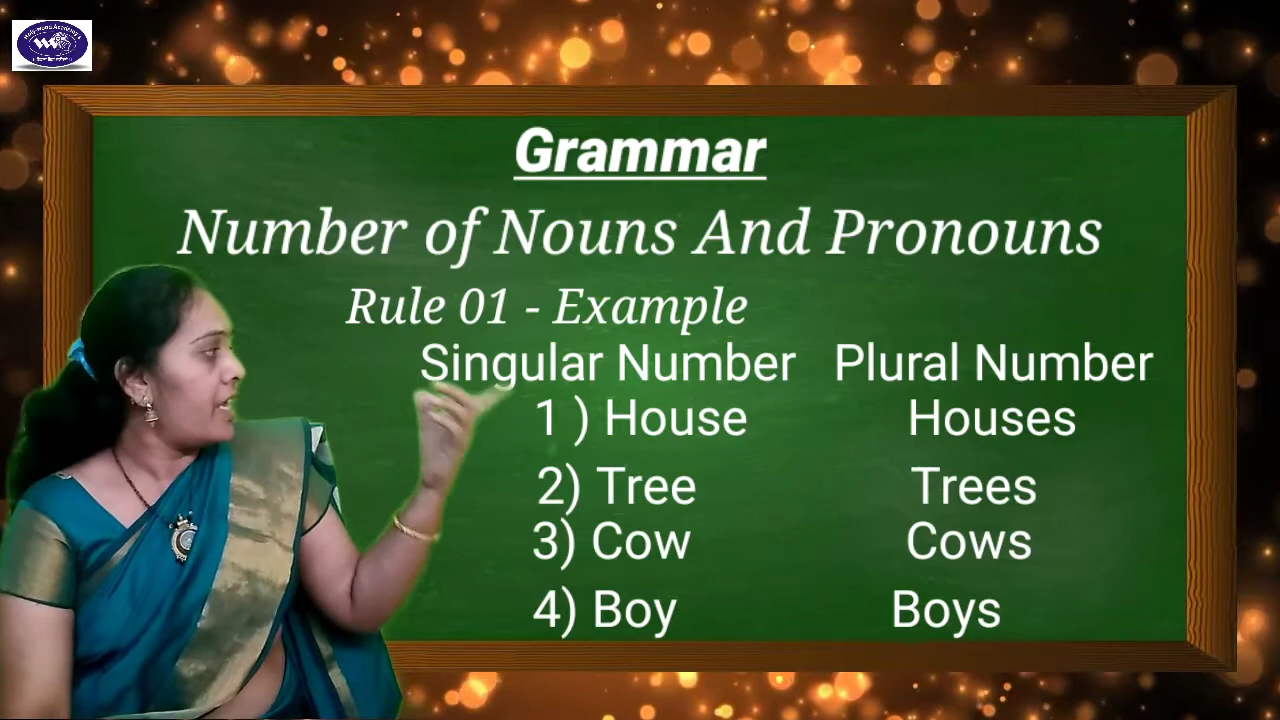 Grammar
Number of Nouns And Pronouns
Rule 01 - Example
Singular Number Plural Number
1 ) House Houses
2) Tree Trees
3) Cow Cows
4) Boy Boys